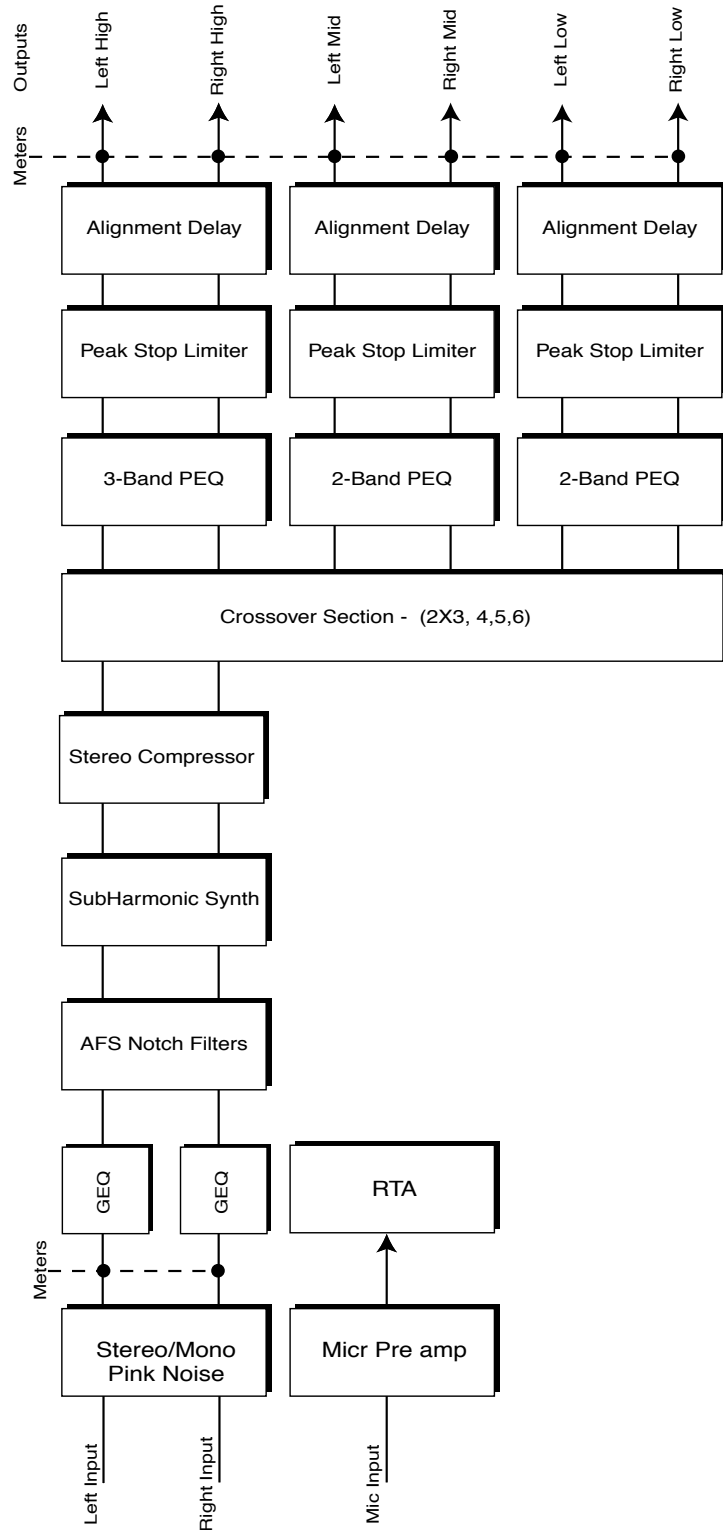 Outputs
Left High
Right High
Left Mid
Right Mid
Left Low
Right Low
Meters
Alignment Delay
Alignment Delay
Alignment Delay
Peak Stop Limiter
Peak Stop Limiter
Peak Stop Limiter
3-Band PEQ
2-Band PEQ
2-Band PEQ
Crossover Section - (2X3, 4,5,6)
Stereo Compressor
SubHarmonic Synth
AFS Notch Filters
GEQ
GEQ
RTA
Meters
Stereo/Mono
Pink Noise
Micr Pre amp
Left Input
Right Input
Mic Input